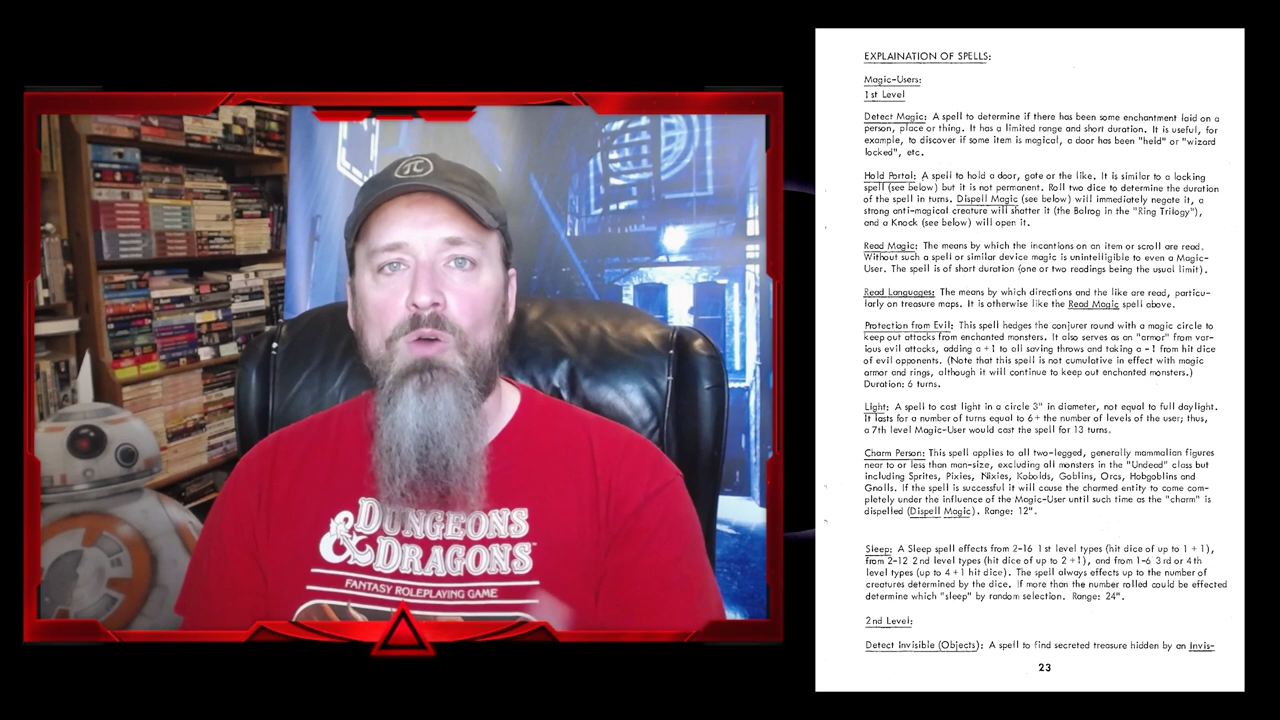 π
DUNGEONS
& DRAGONS
FANTASY ROLEPLAYING GAME
EXPLAINATION OF SPELLS:
Magic-Users:
1st Level
Detect Magic: A spell to determine if there has been some enchantment laid on a
person, place or thing. It has a limited range and short duration. It is useful, for
example, to discover if some item is magical, a door has been "held" or "wizard
locked", etc.
Hold Portal: A spell to hold a door, gate or the like. It is similar to a locking
spell (see below) but it is not permanent. Roll two dice to determine the duration
of the spell in turns. Dispell Magic (see below) will immediately negate it, a
strong anti-magical creature will shatter it (the Balrog in the "Ring Trilogy"),
and a Knock (see below) will open it.
Read Magic: The means by which the incantions on an item or scroll are read.
Without such a spell or similar device magic is unintelligible to even a Magic-
User. The spell is of short duration (one or two readings being the usual limit).
Read Languages: The means by which directions and the like are read, particu-
larly on treasure maps. It is otherwise like the Read Magic spell above.
Protection from Evil: This spell hedges the conjurer round with a magic circle to
keep out attacks from enchanted monsters. It also serves as an "armor" from var-
ious evil attacks, adding a +1 to all saving throws and taking a -1 from hit dice
of evil opponents. (Note that this spell is not cumulative in effect with magic
armor and rings, although it will continue to keep out enchanted monsters.)
Duration: 6 turns.
Light: A spell to cast light in a circle 3" in diameter, not equal to full daylight.
It lasts for a number of turns equal to 6+ the number of levels of the user; thus,
a 7th level Magic-User would cast the spell for 13 turns.
Charm Person: This spell applies to all two-legged, generally mammalian figures
near to or less than man-size, excluding all monsters in the "Undead" class but
including Sprites, Pixies, Nixies, Kobolds, Goblins, Orcs, Hobgoblins and
Gnolls. If the spell is successful it will cause the charmed entity to come com-
pletely under the influence of the Magic-User until such time as the "charm" is
dispelled (Dispell Magic). Range: 12".
Sleep: A Sleep spell effects from 2-16 1st level types (hit dice of up to 1 + 1),
from 2-12 2nd level types (hit dice of up to 2 +1), and from 1-6 3rd or 4th
level types (up to 4 +1 hit dice). The spell always effects up to the number of
creatures determined by the dice. If more than the number rolled could be effected
determine which "sleep" by random selection. Range: 24".
2nd Level:
Detect Invisible (Objects): A spell to find secreted treasure hidden by an Invis-
23